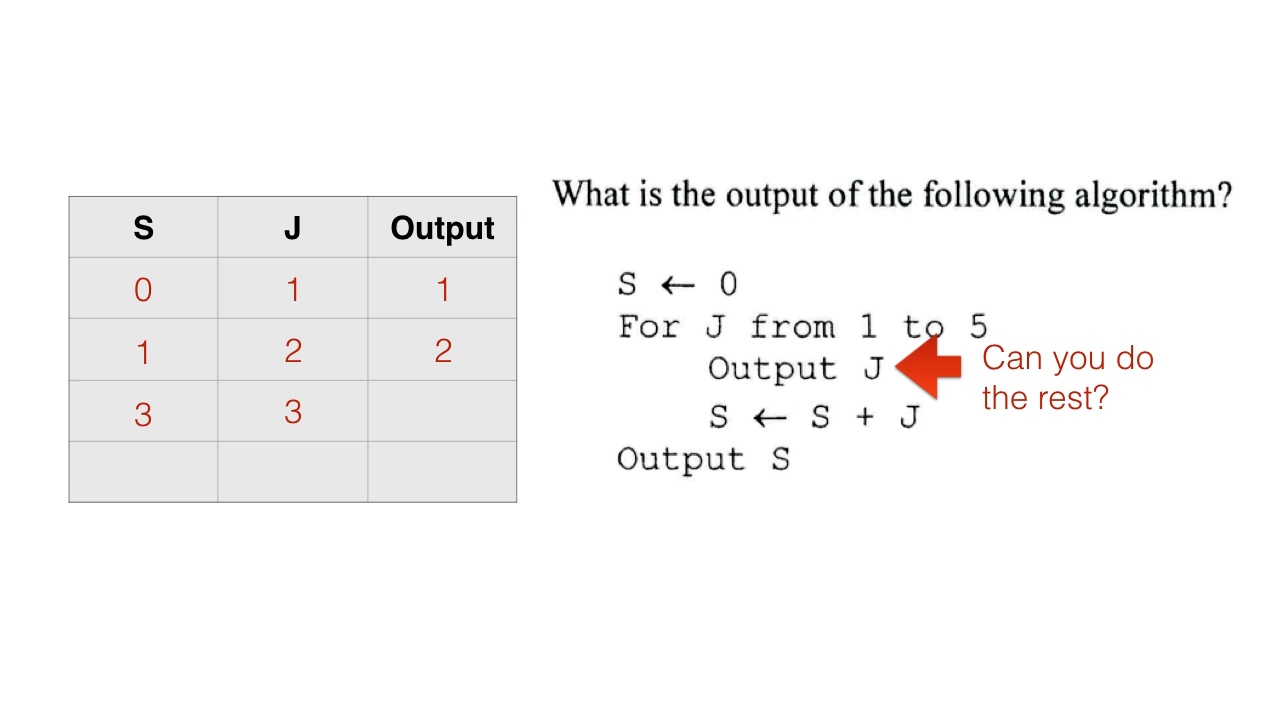 What is the output of the following algorithm?
S J Output
0 1 1
1 2 2
3 3
S ← 0
For J from 1 to 5
Output J
S ← S + J
Output S
Can you do
the rest?